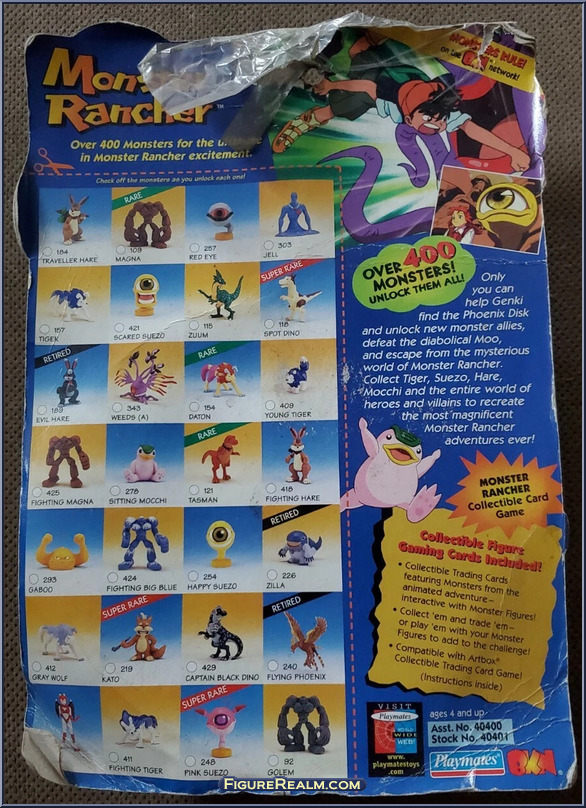 Mon
Rancher™
Over 400 Monsters for the
in Monster Rancher excitement.
Check off the monsters as you unlock each one!
184
TRAVELLER HARE
RARE
109
MAGNA
257
RED EYE
303
JELL
157
TIGER
421
SCARED SUEZO
115
ZUUM
SUPER RARE
118
SPOT DINO
RETIRED
189
EVIL HARE
343
WEEDS (A)
RARE
154
DATON
409
YOUNG TIGER
425
FIGHTING MAGNA
278
SITTING MOCCHI
RARE
121
TASMAN
418
FIGHTING HARE
293
GABOO
424
FIGHTING BIG BLUE
254
HAPPY SUEZO
RETIRED
226
ZILLA
412
GRAY WOLF
SUPER RARE
219
KATO
429
CAPTAIN BLACK DINO
RETIRED
240
FLYING PHOENIX
411
FIGHTING TIGER
SUPER RARE
248
PINK SUEZO
92
GOLEM
MONSTERS RULE!
on the BKN network!
OVER 400
MONSTERS!
UNLOCK THEM ALL!
Only
you can
help Genki
find the Phoenix Disk
and unlock new monster allies,
defeat the diabolical Moo,
and escape from the mysterious
world of Monster Rancher.
Collect Tiger, Suezo, Hare,
Mocchi and the entire world of
heroes and villains to recreate
the most magnificent
Monster Rancher
adventures ever!
MONSTER
RANCHER
Collectible Card
Game
Collectible Figure
Gaming Cards Included!
• Collectible Trading Cards
featuring Monsters from the
animated adventure–
interactive with Monster Figures!
• Collect 'em and trade 'em–
or play 'em with your Monster
Figures to add to the challenge!
• Compatible with Artbox®
Collectible Trading Card Game!
(Instructions inside)
VISIT
Playmates
WORLD
WIDE
WEB!
www.
playmatestoys
.com
ages 4 and up
Asst. No. 40400
Stock No. 40401
Playmates®
BKN
FigureRealm.com